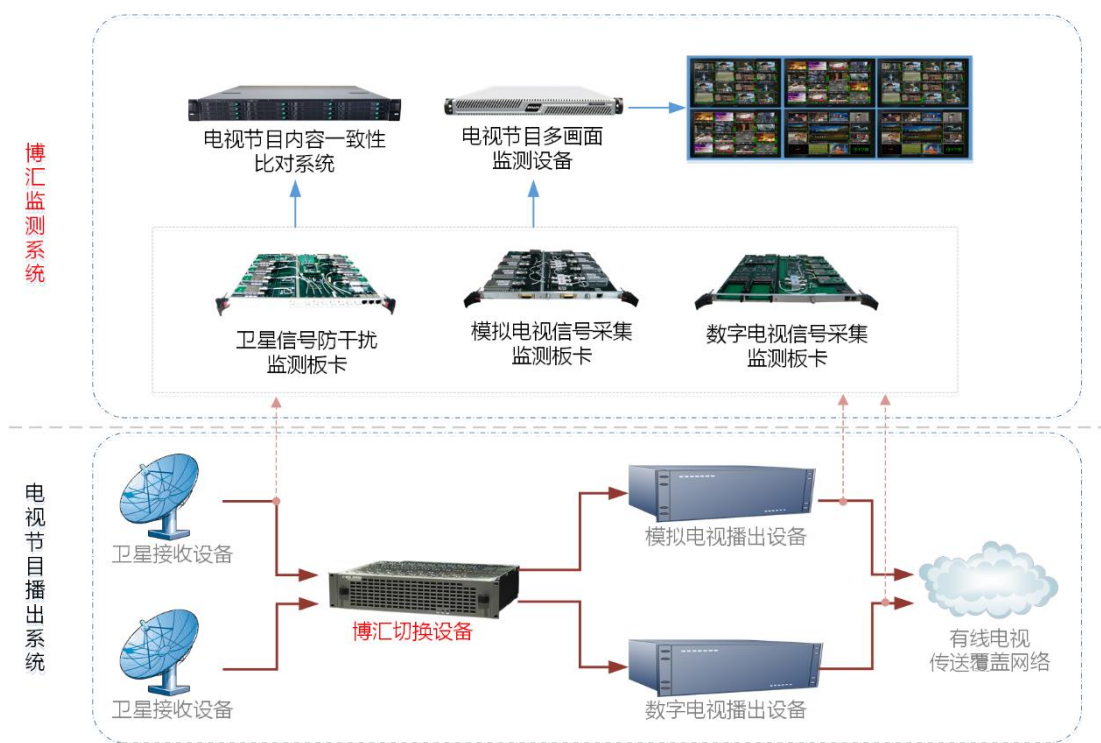 博汇监测系统
电视节目内容一致性
比对系统
电视节目多画面
监测设备
卫星信号防干扰
监测板卡
模拟电视信号采集
监测板卡
数字电视信号采集
监测板卡
电视节目播出系统
卫星接收设备
模拟电视播出设备
博汇切换设备
有线电视
传送覆盖网络
卫星接收设备
数字电视播出设备